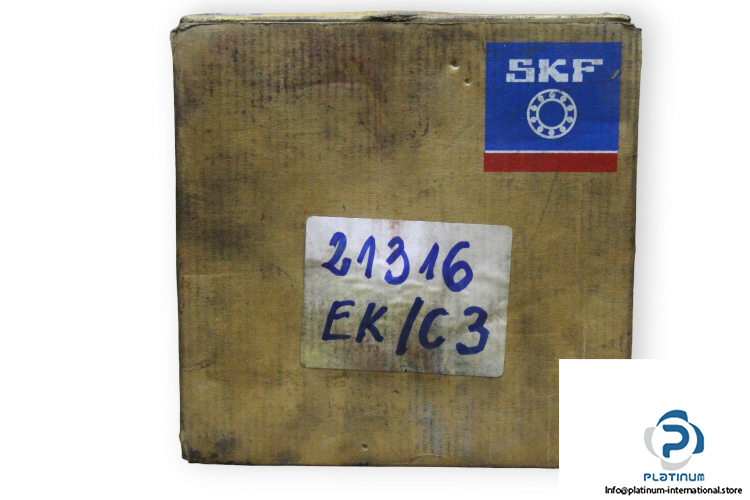 SKF
21316
EK/C3
PLATINUM
Info@platinum-international.store